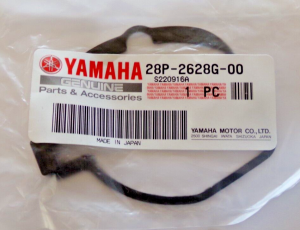 YAMAHA 28P-2628G-00
GENUINE S220916A
Parts & Accessories 1 PC
YAMAHA MOTOR CO.,LTD.
MADE IN JAPAN